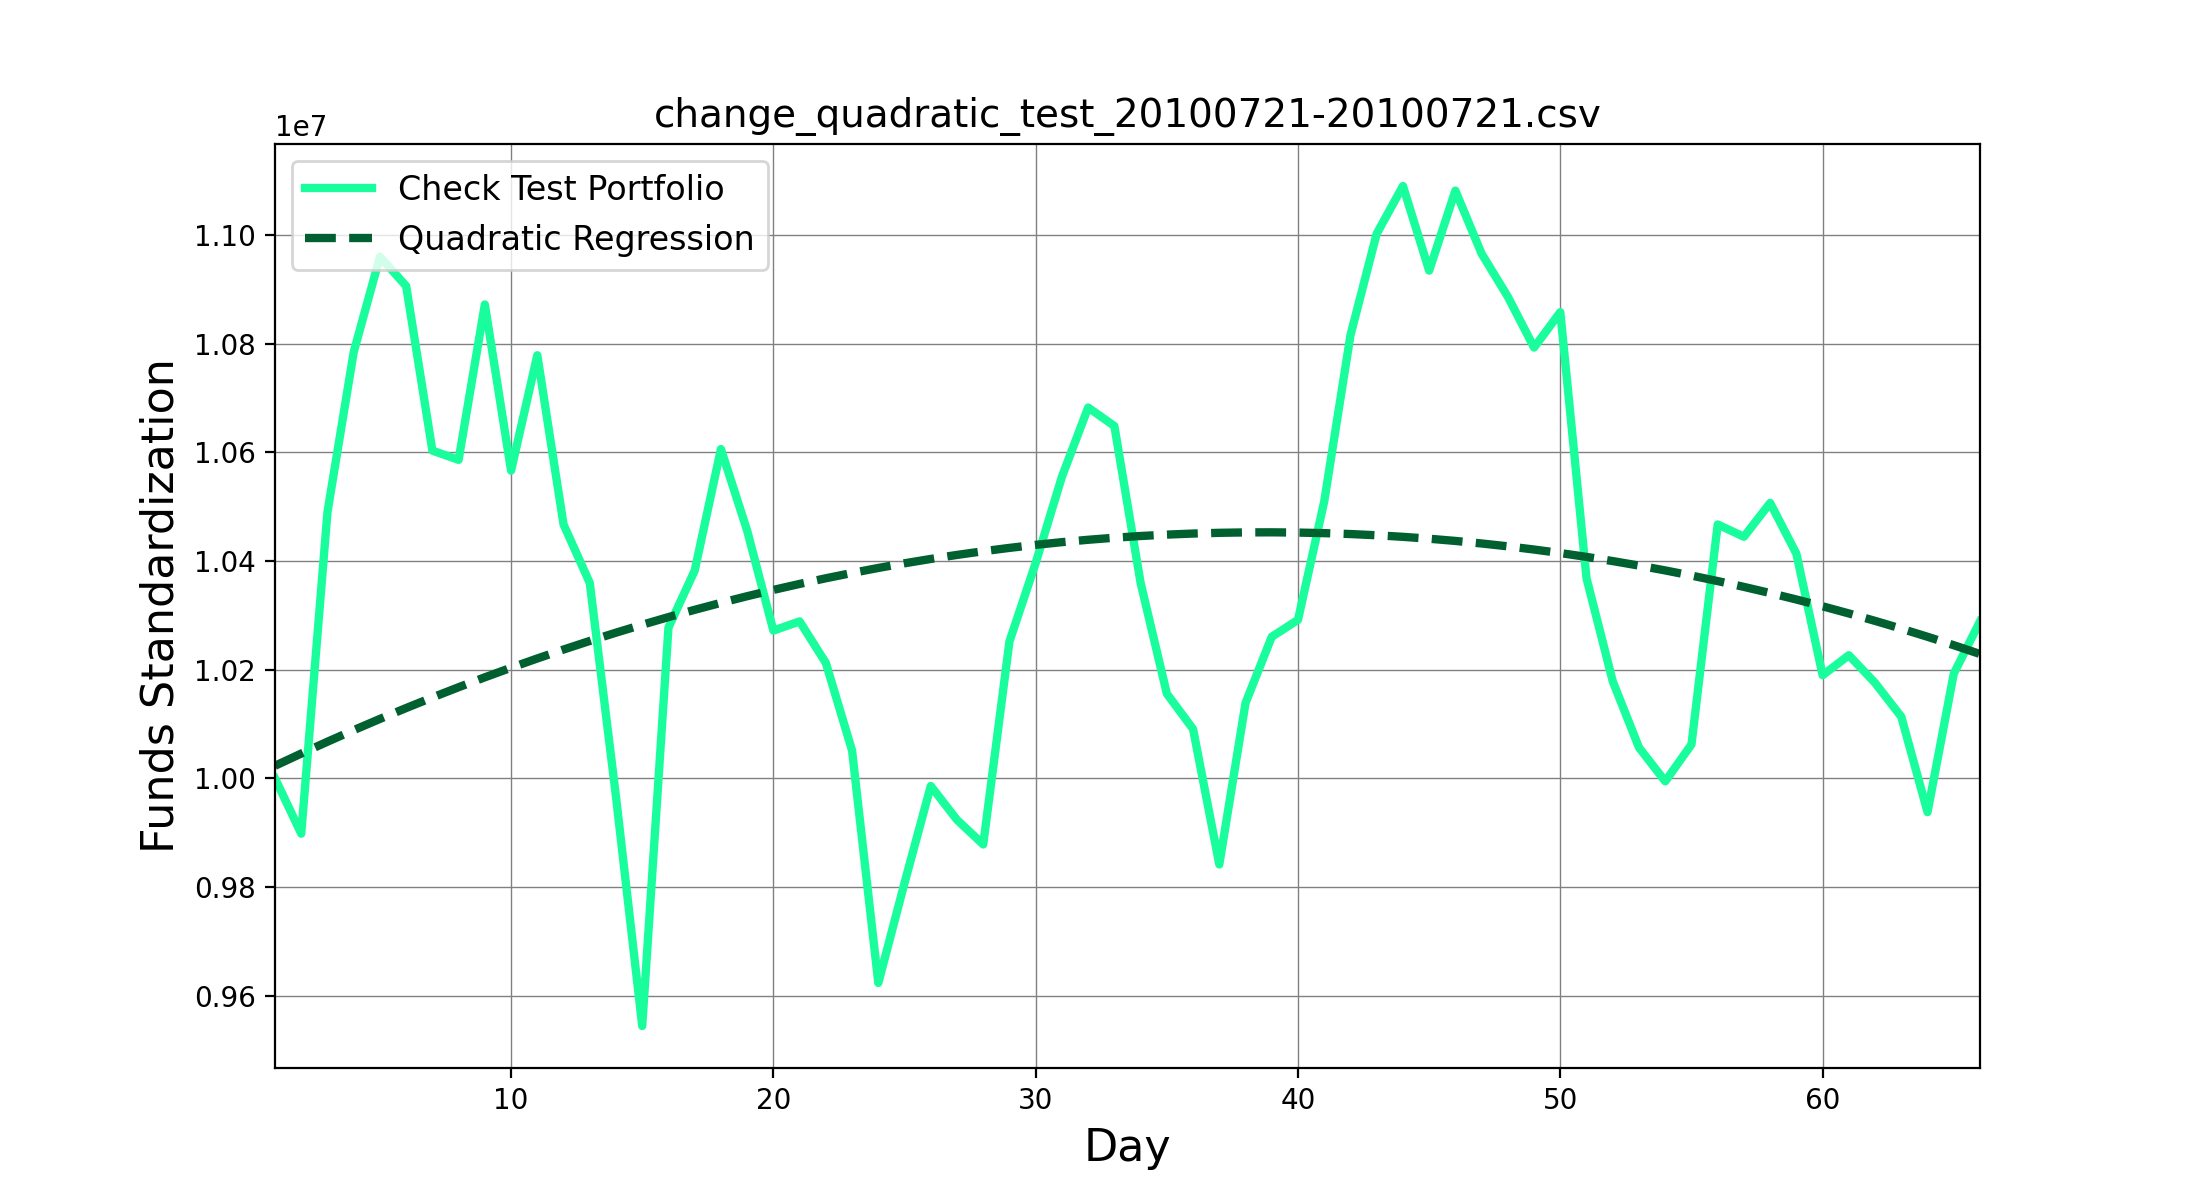 change_quadratic_test_20100721-20100721.csv
1e7
Check Test Portfolio
Quadratic Regression
1.10
1.08
1.06
1.04
1.02
1.00
0.98
0.96
Funds Standardization
10 20 30 40 50 60
Day